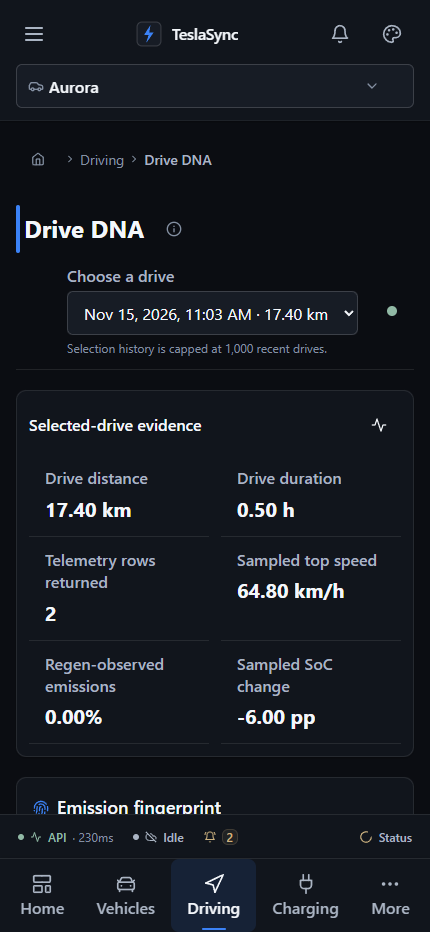 TeslaSync
Aurora
Driving
Drive DNA
Drive DNA
Choose a drive
Nov 15, 2026, 11:03 AM · 17.40 km
Selection history is capped at 1,000 recent drives.
Selected-drive evidence
Drive distance
17.40 km
Drive duration
0.50 h
Telemetry rows
returned
2
Sampled top speed
64.80 km/h
Regen-observed
emissions
0.00%
Sampled SoC
change
-6.00 pp
Emission fingerprint
API · 230ms
Idle
2
Status
Home
Vehicles
Driving
Charging
More